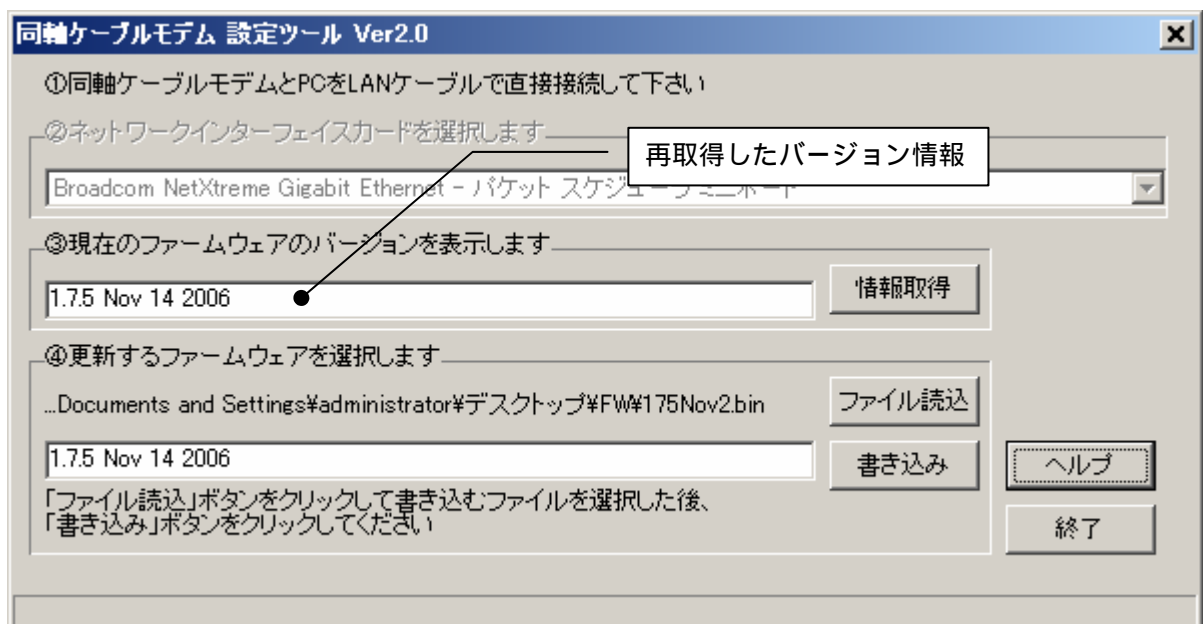 同軸ケーブルモデム 設定ツール Ver2.0
①同軸ケーブルモデムとPCをLANケーブルで直接接続して下さい
②ネットワークインターフェイスカードを選択します
再取得したバージョン情報
Broadcom NetXtreme Gigabit Ethernet - パケット スケジューラ ミニポート
③現在のファームウェアのバージョンを表示します
1.7.5 Nov 14 2006
情報取得
④更新するファームウェアを選択します
...Documents and Settings¥administrator¥デスクトップ¥FW¥175Nov2.bin
ファイル読込
1.7.5 Nov 14 2006
書き込み
ヘルプ
「ファイル読込」ボタンをクリックして書き込むファイルを選択した後、
「書き込み」ボタンをクリックしてください
終了